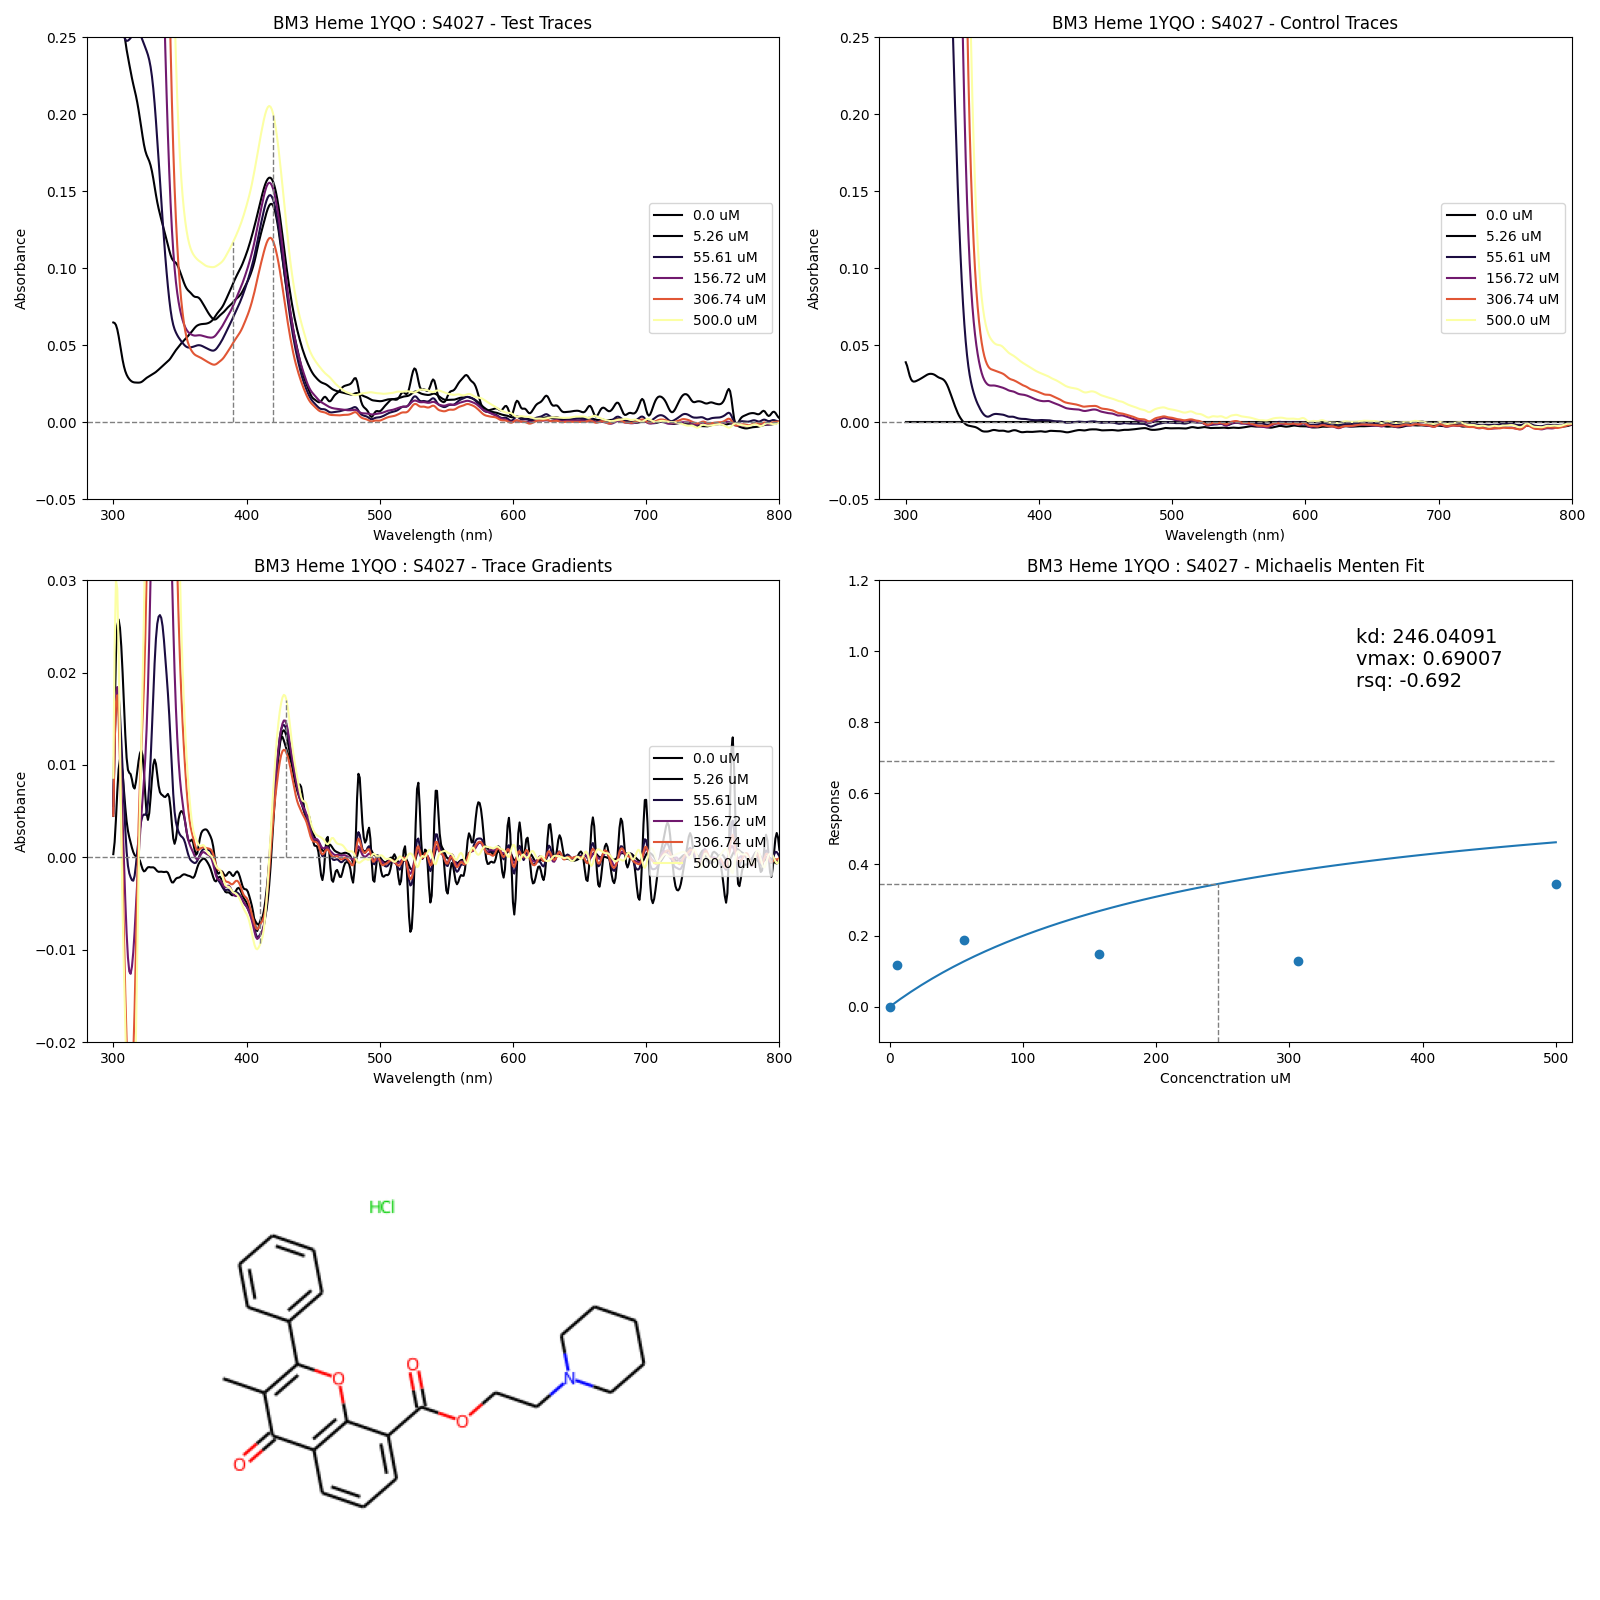 BM3 Heme 1YQO : S4027 - Test Traces
0.25
0.20
0.15
0.10
0.05
0.00
−0.05
Absorbance
300 400 500 600 700 800
Wavelength (nm)
0.0 uM
5.26 uM
55.61 uM
156.72 uM
306.74 uM
500.0 uM
BM3 Heme 1YQO : S4027 - Control Traces
0.25
0.20
0.15
0.10
0.05
0.00
−0.05
Absorbance
300 400 500 600 700 800
Wavelength (nm)
0.0 uM
5.26 uM
55.61 uM
156.72 uM
306.74 uM
500.0 uM
BM3 Heme 1YQO : S4027 - Trace Gradients
0.03
0.02
0.01
0.00
−0.01
−0.02
Absorbance
300 400 500 600 700 800
Wavelength (nm)
0.0 uM
5.26 uM
55.61 uM
156.72 uM
306.74 uM
500.0 uM
BM3 Heme 1YQO : S4027 - Michaelis Menten Fit
1.2
1.0
0.8
0.6
0.4
0.2
0.0
Response
0 100 200 300 400 500
Concenctration uM
kd: 246.04091
vmax: 0.69007
rsq: -0.692
HCl
O
O
N
O
O